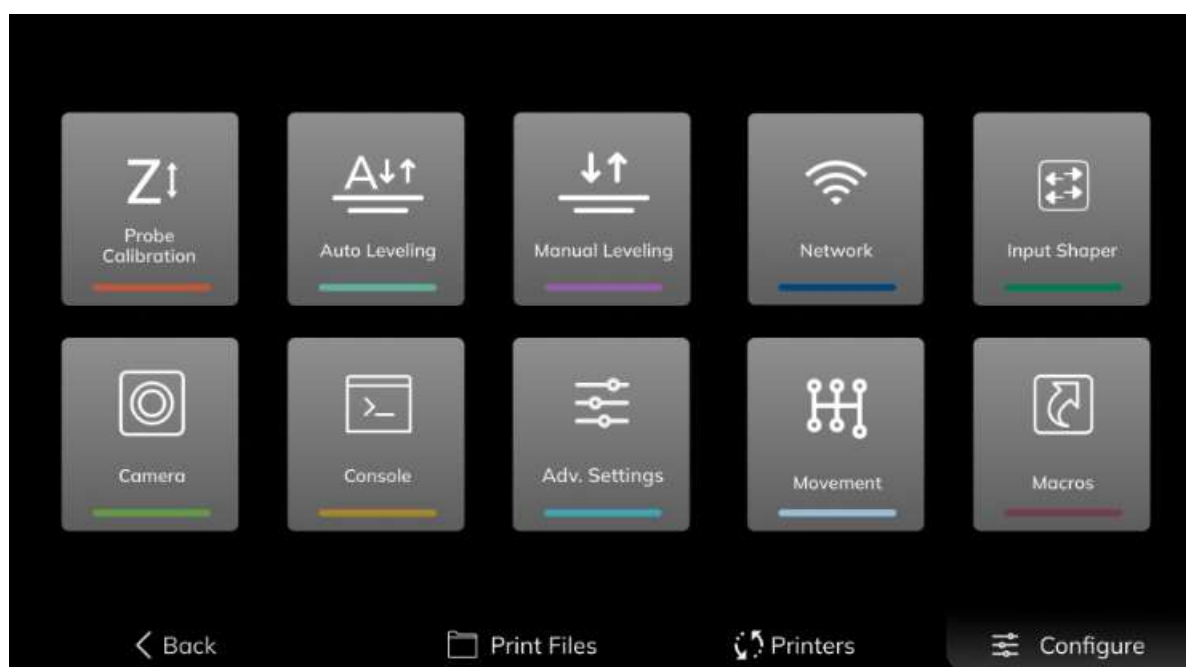 Z
Probe
Calibration
A
Auto Leveling
Manual Leveling
Network
Input Shaper
Camera
>_
Console
Adv. Settings
Movement
Macros
Back
Print Files
Printers
Configure